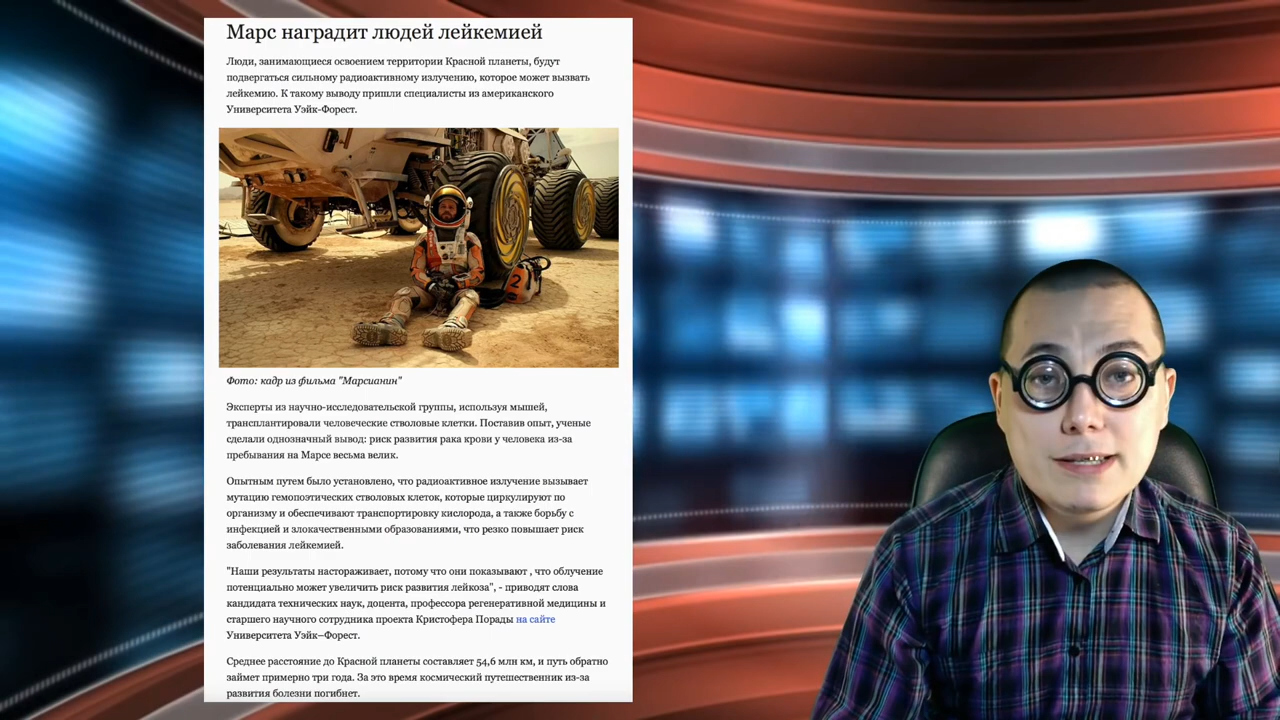 Марс наградит людей лейкемией
Люди, занимающиеся освоением территории Красной планеты, будут
подвергаться сильному радиоактивному излучению, которое может вызвать
лейкемию. К такому выводу пришли специалисты из американского
Университета Уэйк-Форест.
2
Фото: кадр из фильма "Марсианин"
Эксперты из научно-исследовательской группы, используя мышей,
трансплантировали человеческие стволовые клетки. Поставив опыт, ученые
сделали однозначный вывод: риск развития рака крови у человека из-за
пребывания на Марсе весьма велик.
Опытным путем было установлено, что радиоактивное излучение вызывает
мутацию гемопоэтических стволовых клеток, которые циркулируют по
организму и обеспечивают транспортировку кислорода, а также борьбу с
инфекцией и злокачественными образованиями, что резко повышает риск
заболевания лейкемией.
"Наши результаты настораживает, потому что они показывают , что облучение
потенциально может увеличить риск развития лейкоза", - приводят слова
кандидата технических наук, доцента, профессора регенеративной медицины и
старшего научного сотрудника проекта Кристофера Порады на сайте
Университета Уэйк–Форест.
Среднее расстояние до Красной планеты составляет 54,6 млн км, и путь обратно
займет примерно три года. За это время космический путешественник из-за
развития болезни погибнет.